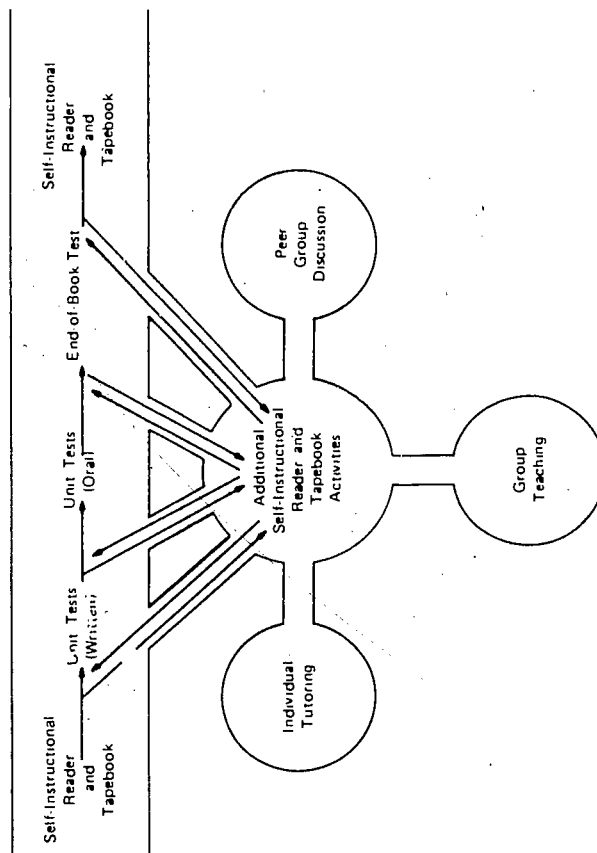 Self-Instructional
Reader
and
Tapebook
Unit Tests
(Written)
Unit Tests
(Oral)
End-of-Book Test
Self-Instructional
Reader
and
Tapebook
Additional
Self-Instructional
Reader and
Tapebook
Activities
Individual
Tutoring
Group
Teaching
Peer
Group
Discussion